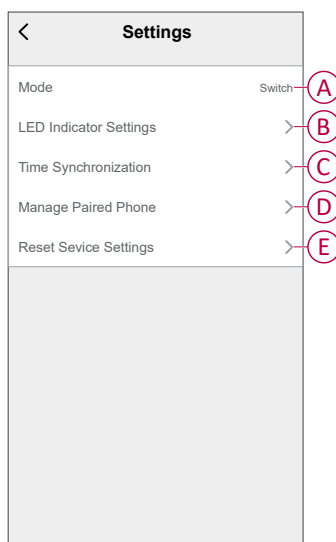 Settings
Mode Switch A
LED Indicator Settings B
Time Synchronization C
Manage Paired Phone D
Reset Sevice Settings E